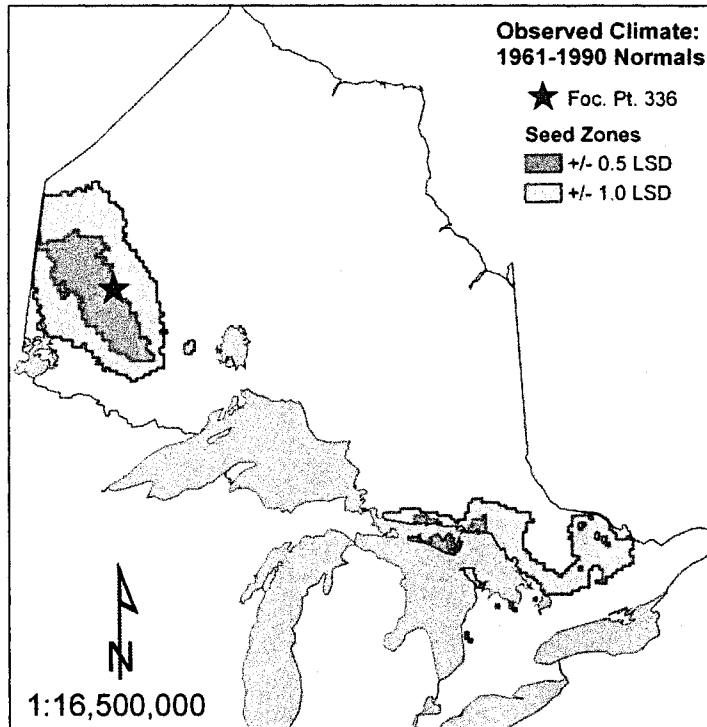 Observed Climate:
1961-1990 Normals
Foc. Pt. 336
Seed Zones
+/- 0.5 LSD
+/- 1.0 LSD
N
1:16,500,000